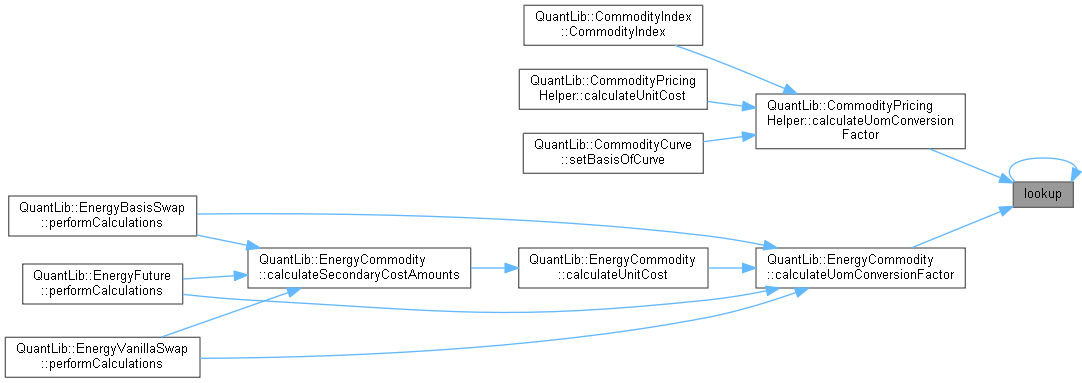 QuantLib::CommodityIndex
::CommodityIndex
QuantLib::CommodityPricing
Helper::calculateUnitCost
QuantLib::CommodityPricing
Helper::calculateUomConversion
Factor
QuantLib::CommodityCurve
::setBasisOfCurve
lookup
QuantLib::EnergyBasisSwap
::performCalculations
QuantLib::EnergyCommodity
::calculateSecondaryCostAmounts
QuantLib::EnergyCommodity
::calculateUnitCost
QuantLib::EnergyCommodity
::calculateUomConversionFactor
QuantLib::EnergyFuture
::performCalculations
QuantLib::EnergyVanillaSwap
::performCalculations